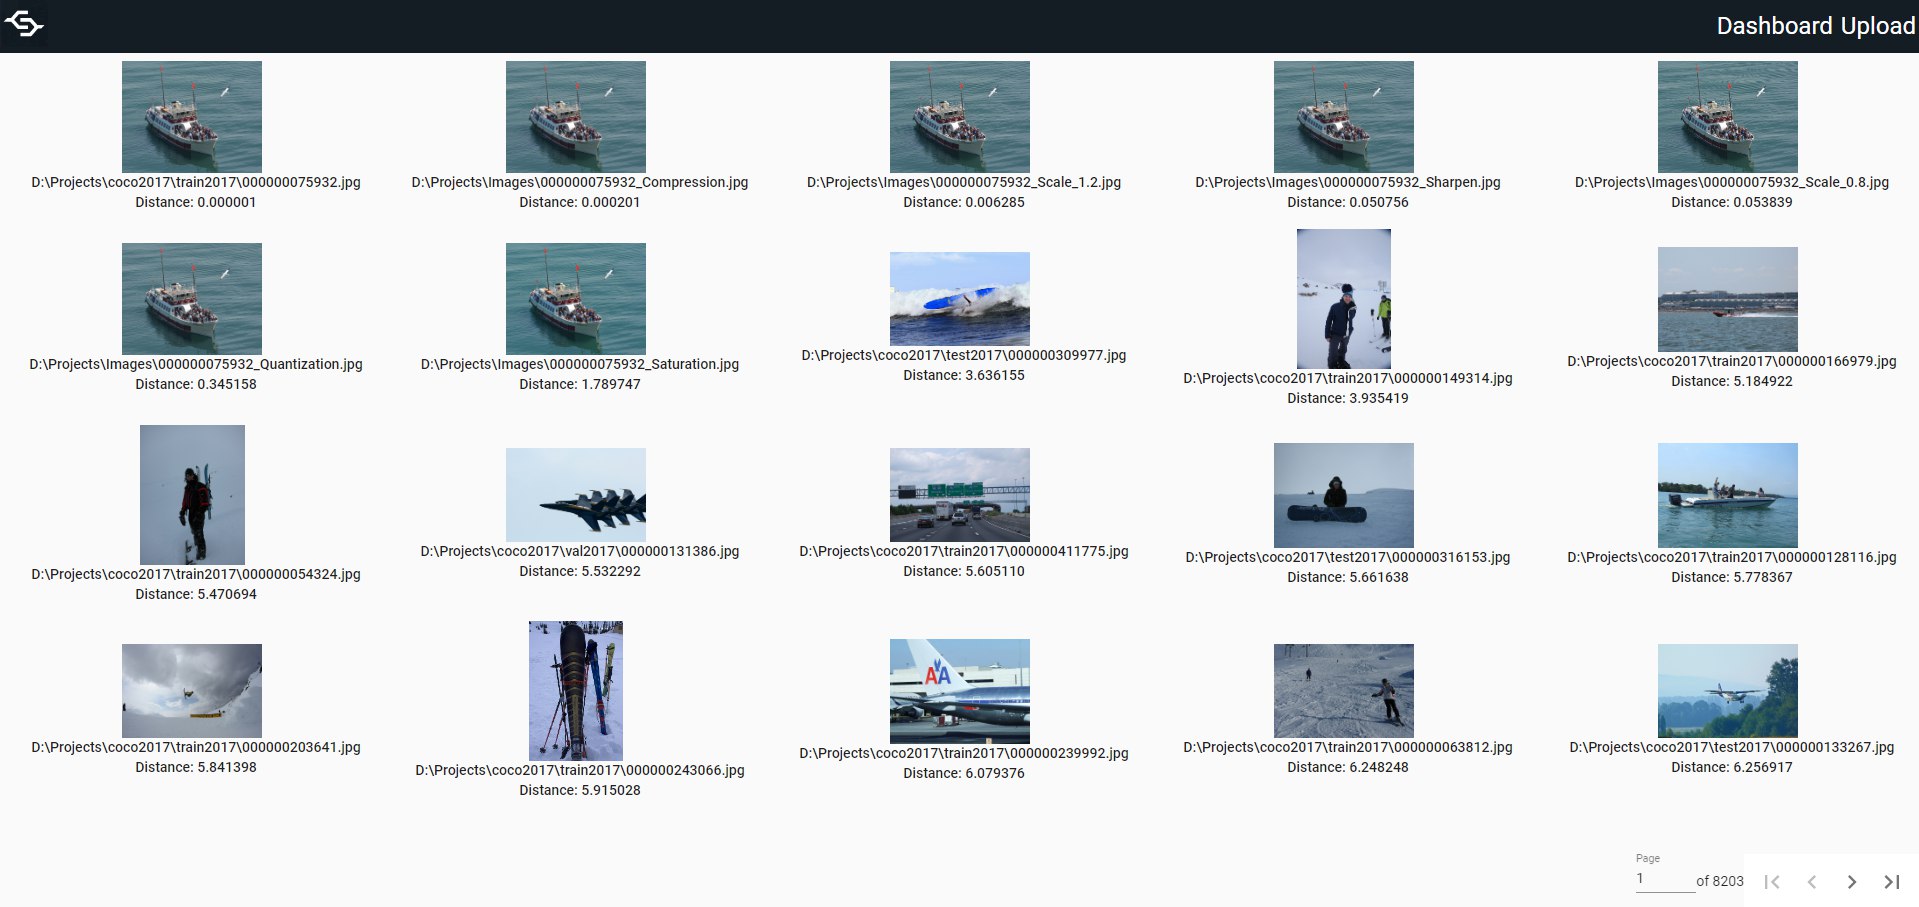 Dashboard Upload
D:\Projects\coco2017\train2017\000000075932.jpg
Distance: 0.000001
D:\Projects\Images\000000075932_Compression.jpg
Distance: 0.000201
D:\Projects\Images\000000075932_Scale_1.2.jpg
Distance: 0.006285
D:\Projects\Images\000000075932_Sharpen.jpg
Distance: 0.050756
D:\Projects\Images\000000075932_Scale_0.8.jpg
Distance: 0.053839
D:\Projects\Images\000000075932_Quantization.jpg
Distance: 0.345158
D:\Projects\Images\000000075932_Saturation.jpg
Distance: 1.789747
D:\Projects\coco2017\test2017\000000309977.jpg
Distance: 3.636155
D:\Projects\coco2017\train2017\000000149314.jpg
Distance: 3.935419
D:\Projects\coco2017\train2017\000000166979.jpg
Distance: 5.184922
D:\Projects\coco2017\train2017\000000054324.jpg
Distance: 5.470694
D:\Projects\coco2017\val2017\000000131386.jpg
Distance: 5.532292
D:\Projects\coco2017\train2017\000000411775.jpg
Distance: 5.605110
D:\Projects\coco2017\test2017\000000316153.jpg
Distance: 5.661638
D:\Projects\coco2017\train2017\000000128116.jpg
Distance: 5.778367
D:\Projects\coco2017\train2017\000000203641.jpg
Distance: 5.841398
D:\Projects\coco2017\train2017\000000243066.jpg
Distance: 5.915028
AA
D:\Projects\coco2017\train2017\000000239992.jpg
Distance: 6.079376
D:\Projects\coco2017\train2017\000000063812.jpg
Distance: 6.248248
D:\Projects\coco2017\test2017\000000133267.jpg
Distance: 6.256917
Page
1 of 8203